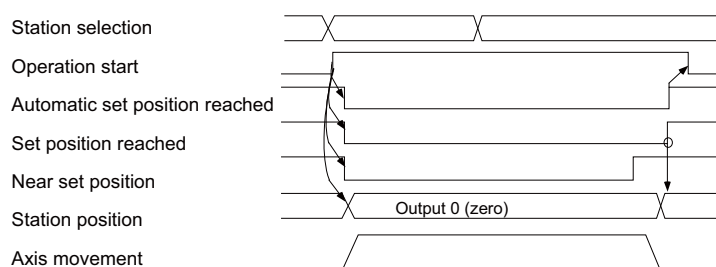 Station selection
Operation start
Automatic set position reached
Set position reached
Near set position
Output 0 (zero)
Station position
Axis movement